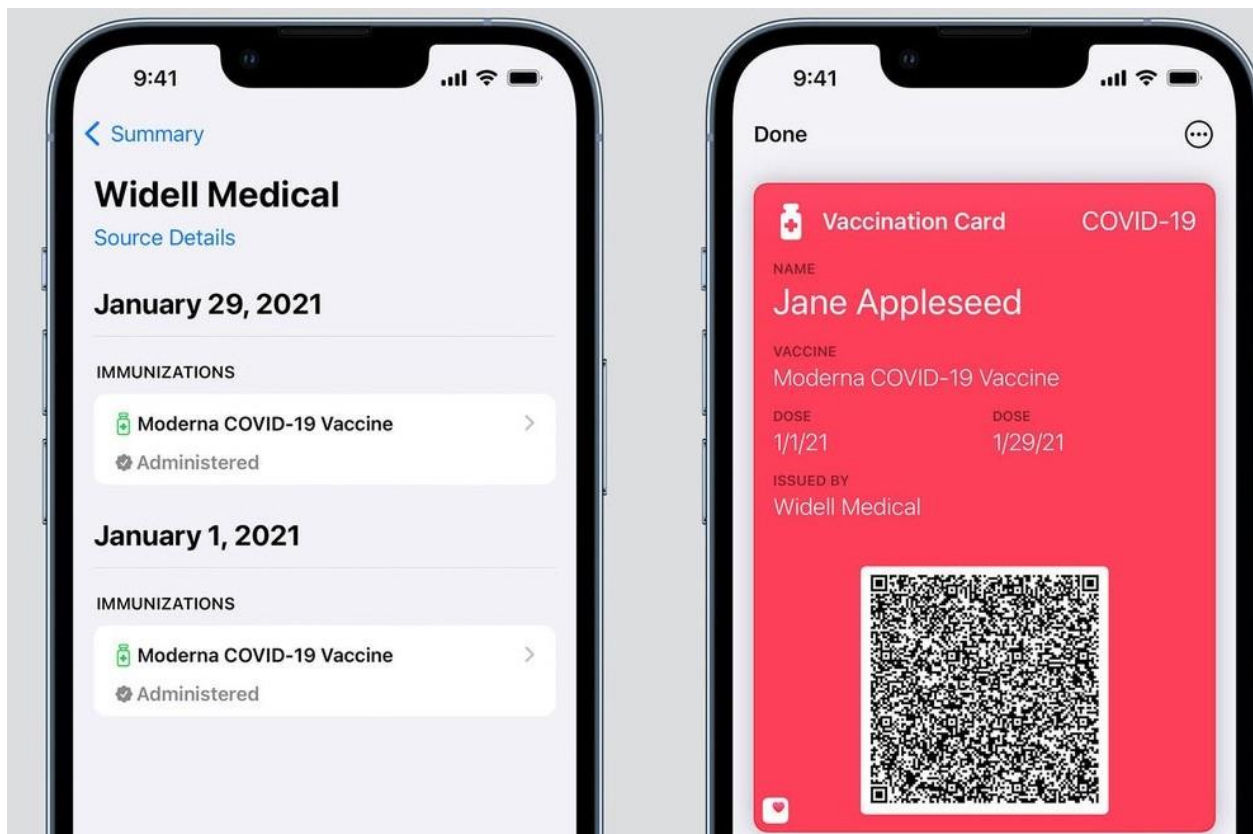 9:41
Summary
Widell Medical
Source Details
January 29, 2021
IMMUNIZATIONS
Moderna COVID-19 Vaccine
Administered
January 1, 2021
IMMUNIZATIONS
Moderna COVID-19 Vaccine
Administered
9:41
Done
Vaccination Card COVID-19
NAME
Jane Appleseed
VACCINE
Moderna COVID-19 Vaccine
DOSE DOSE
1/1/21 1/29/21
ISSUED BY
Widell Medical